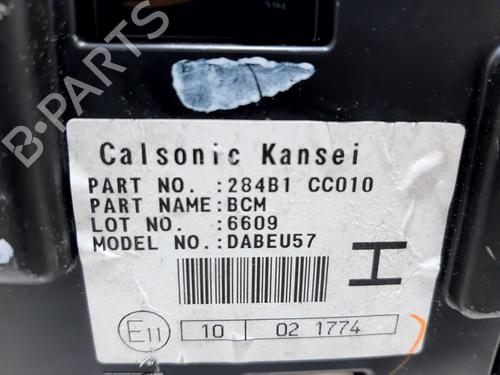 B-PARTS
Calsonic Kansei
PART NO. :284B1 CC010
PART NAME:BCM
LOT NO. :6609
MODEL NO.:DABEU57
H
E11 10 02 1774